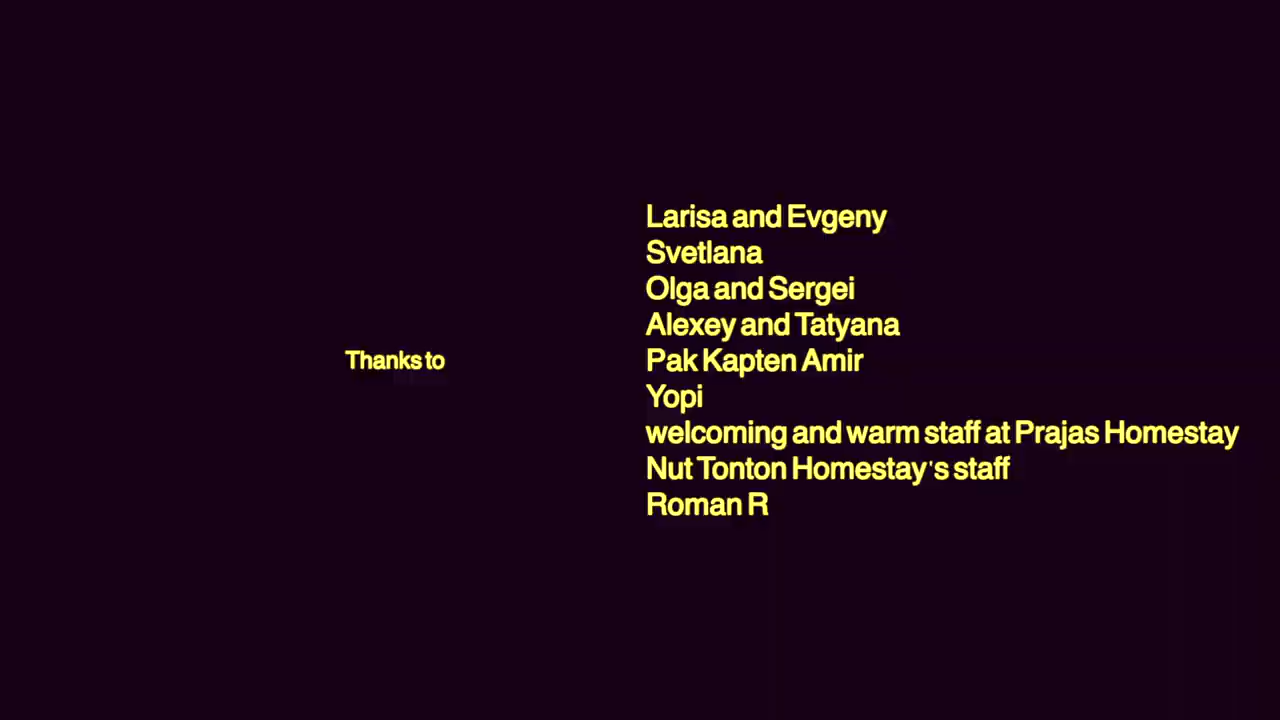 Thanks to
Larisa and Evgeny
Svetlana
Olga and Sergei
Alexey and Tatyana
Pak Kapten Amir
Yopi
welcoming and warm staff at Prajas Homestay
Nut Tonton Homestay's staff
Roman R